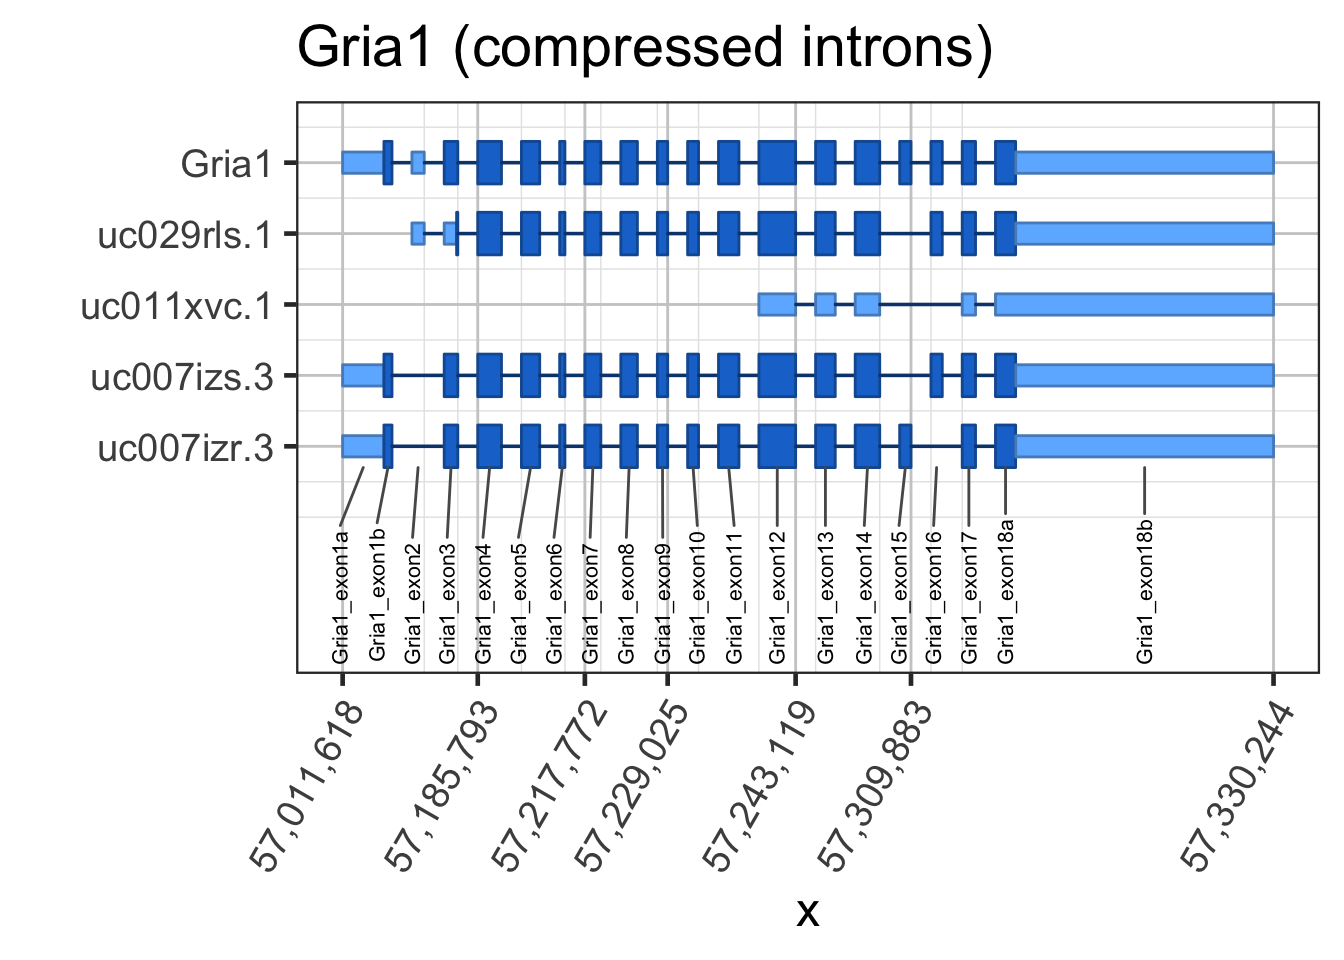 Gria1 (compressed introns)
Gria1
uc029rls.1
uc011xvc.1
uc007izs.3
uc007izr.3
Gria1_exon1a
Gria1_exon1b
Gria1_exon2
Gria1_exon3
Gria1_exon4
Gria1_exon5
Gria1_exon6
Gria1_exon7
Gria1_exon8
Gria1_exon9
Gria1_exon10
Gria1_exon11
Gria1_exon12
Gria1_exon13
Gria1_exon14
Gria1_exon15
Gria1_exon16
Gria1_exon17
Gria1_exon18a
Gria1_exon18b
57,011,618
57,185,793
57,217,772
57,229,025
57,243,119
57,309,883
57,330,244
x